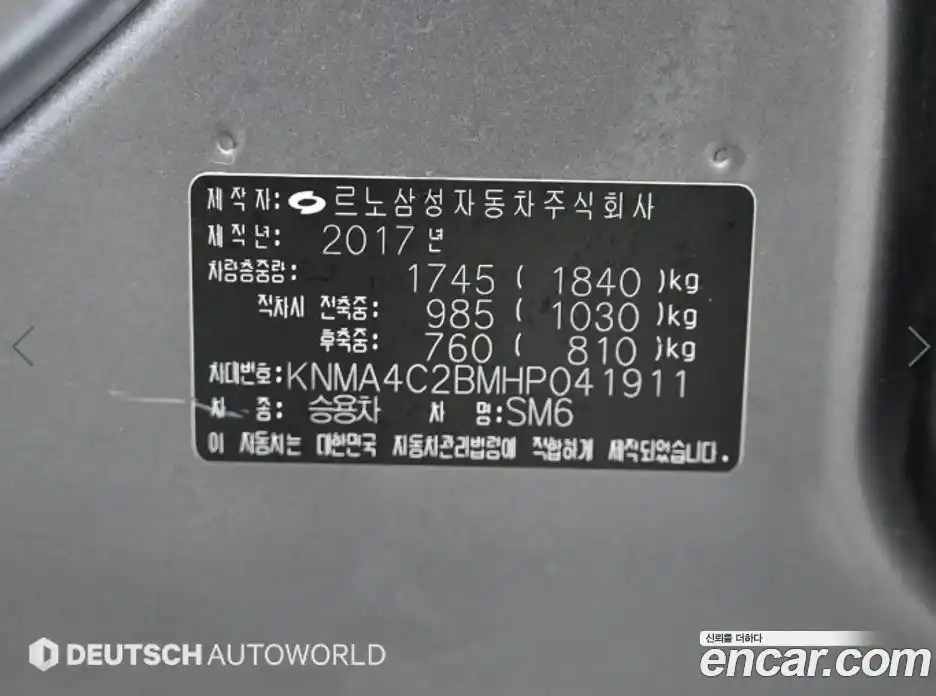 제 작 자: 르노삼성자동차주식회사
제 작 년: 2017 년
차량총중량: 1745 ( 1840 )kg
적차시 전축중: 985 ( 1030 )kg
후축중: 760 ( 810 )kg
차대번호:KNMA4C2BMHP041911
차 종: 승용차 차 명:SM6
이 자동차는 대한민국 자동차관리법령에 적합하게 제작되었습니다.
DEUTSCH AUTOWORLD
신뢰를 더하다
encar.com